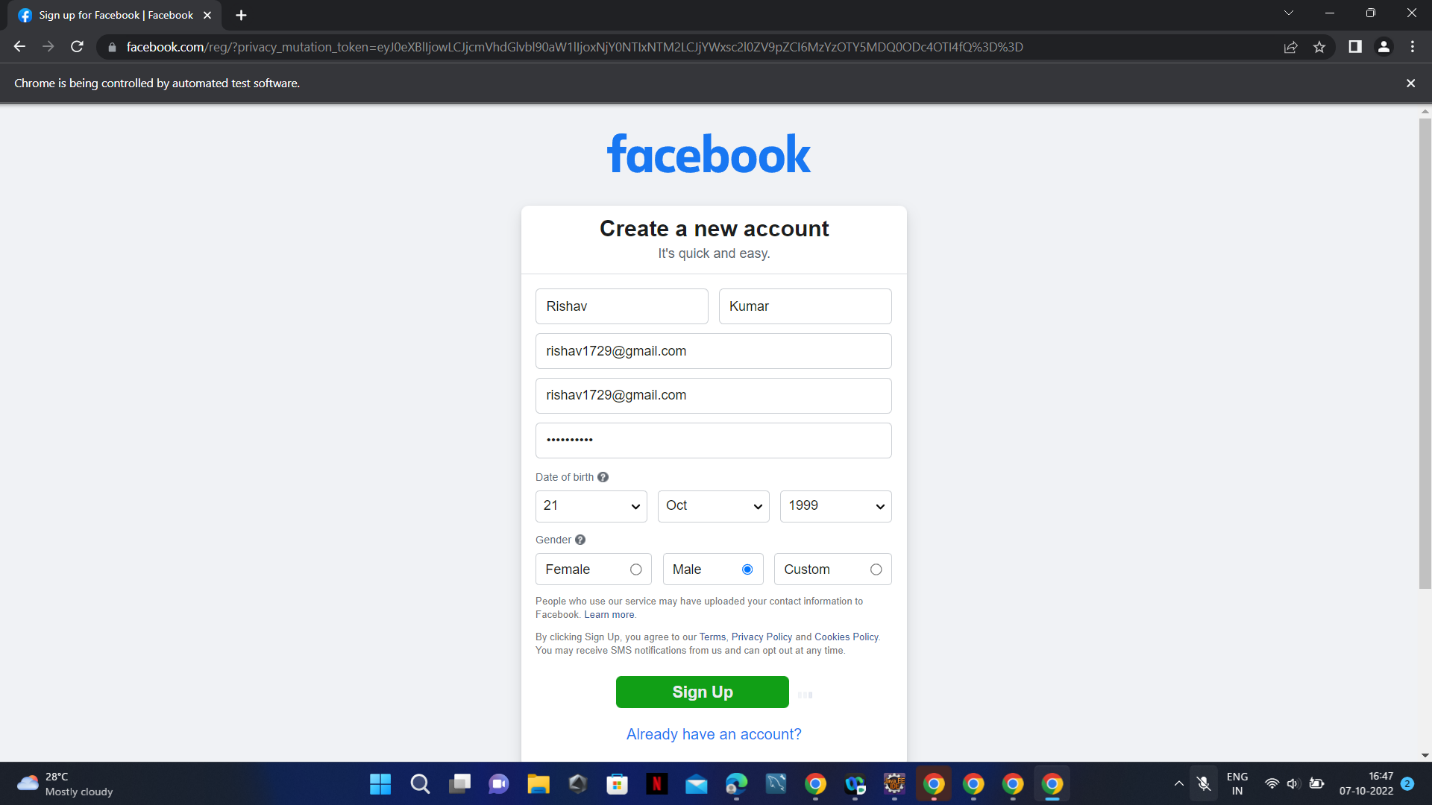 Sign up for Facebook | Facebook
facebook.com/reg/?privacy_mutation_token=eyJ0eXBlIjowLCJjcmVhdGlvbl90aW1lIjoxNjY0NTIxNTM2LCJjYWxsc2l0ZV9pZCI6MzYzOTY5MDQ0ODc4OTI4fQ%3D%3D
Chrome is being controlled by automated test software.
facebook
Create a new account
It's quick and easy.
Rishav Kumar
rishav1729@gmail.com
rishav1729@gmail.com
••••••••••
Date of birth ?
21 Oct 1999
Gender ?
Female Male Custom
People who use our service may have uploaded your contact information to
Facebook. Learn more.
By clicking Sign Up, you agree to our Terms, Privacy Policy and Cookies Policy.
You may receive SMS notifications from us and can opt out at any time.
Sign Up
Already have an account?
28°C
Mostly cloudy
N
ENG
IN
16:47
07-10-2022
2